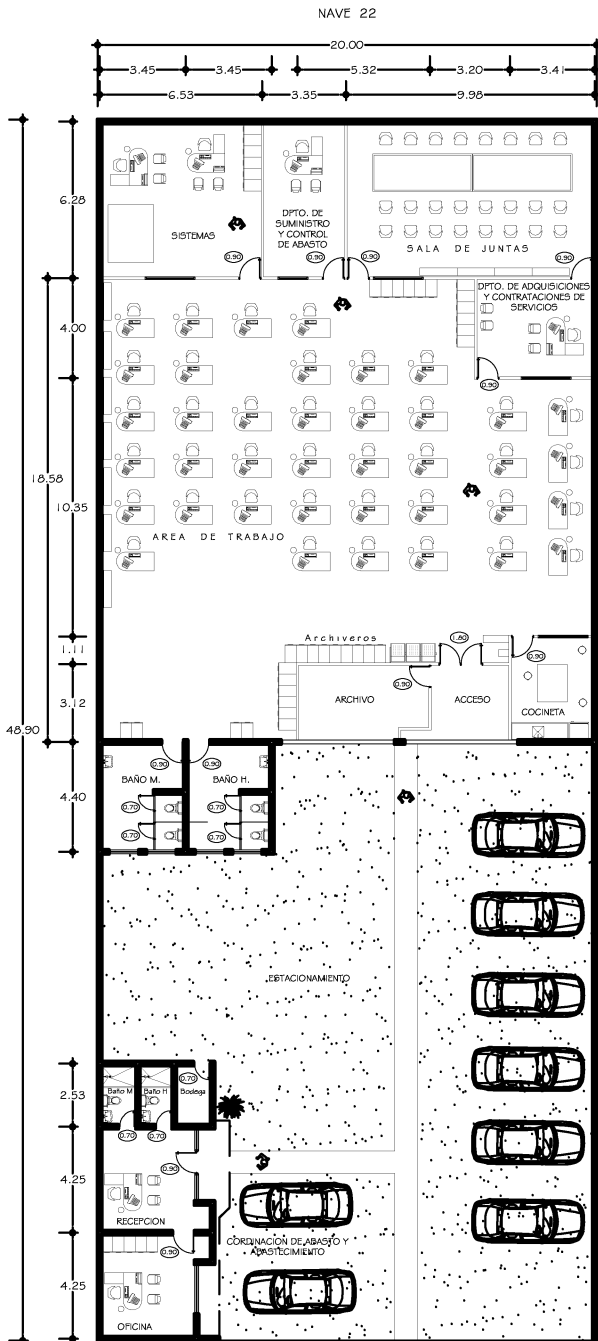 NAVE 22
20.00
3.45
3.45
5.32
3.20
3.41
6.53
3.35
9.98
6.28
SISTEMAS
DPTO. DE
SUMINISTRO
Y CONTROL
DE ABASTO
SALA DE JUNTAS
0.90
0.90
0.90
0.90
DPTO. DE ADQUISICIONES
Y CONTRATACIONES DE
SERVICIOS
4.00
0.90
18.58
10.35
AREA DE TRABAJO
1.11
Archiveros
1.80
0.90
0.90
3.12
ARCHIVO
ACCESO
COCINETA
48.90
0.90
0.90
BAÑO M.
BAÑO H.
4.40
0.70
0.70
0.70
0.70
ESTACIONAMIENTO
2.53
0.70
Baño M
Baño H
Bodega
0.70
0.70
4.25
0.90
RECEPCION
CORDINACION DE ABASTO Y
ABASTECIMIENTO
0.90
4.25
OFICINA